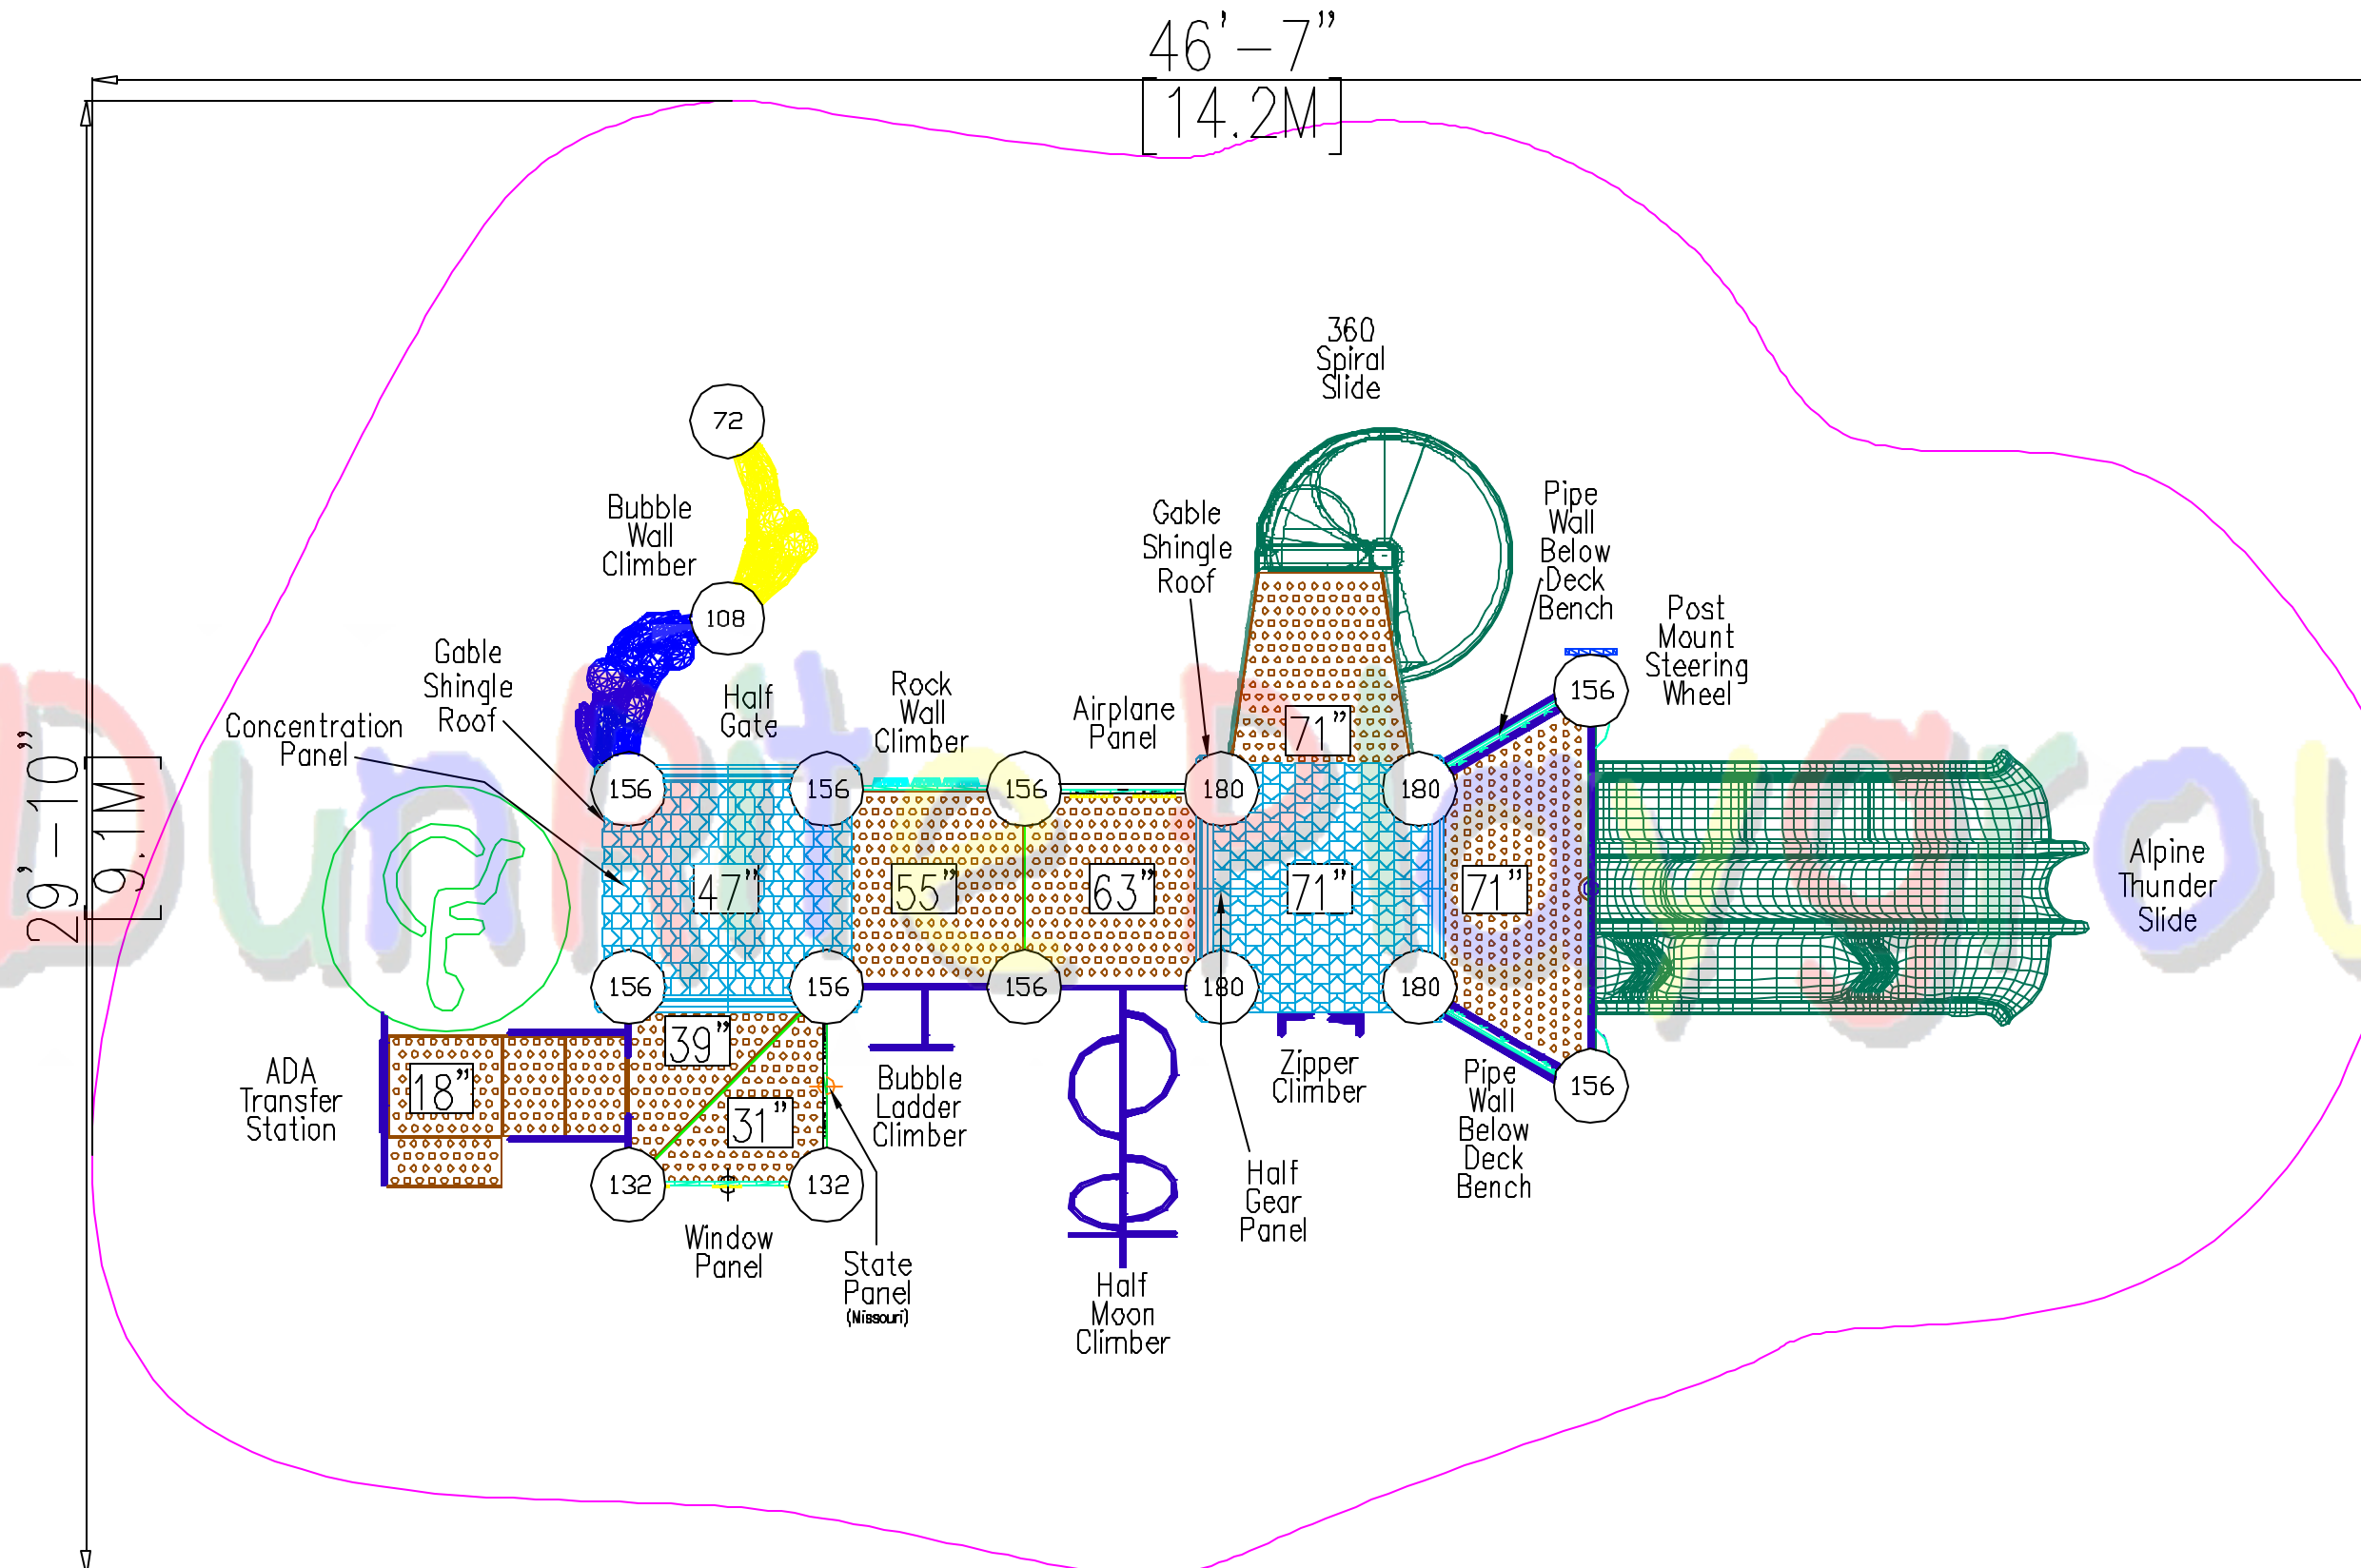 46'-7"
[14.2M]
29'-10"
[9.1M]
360
Spiral
Slide
72
Bubble
Wall
Climber
108
Gable
Shingle
Roof
Pipe
Wall
Below
Deck
Bench
Post
Mount
Steering
Wheel
Gable
Shingle
Roof
Concentration
Panel
Half
Gate
Rock
Wall
Climber
Airplane
Panel
71"
156
156
156
156
180
180
47"
55"
63"
71"
71"
Alpine
Thunder
Slide
156
156
156
180
180
156
39"
18"
31"
132
132
ADA
Transfer
Station
Bubble
Ladder
Climber
Zipper
Climber
Pipe
Wall
Below
Deck
Bench
Half
Gear
Panel
Window
Panel
State
Panel
(Nissouri)
Half
Moon
Climber